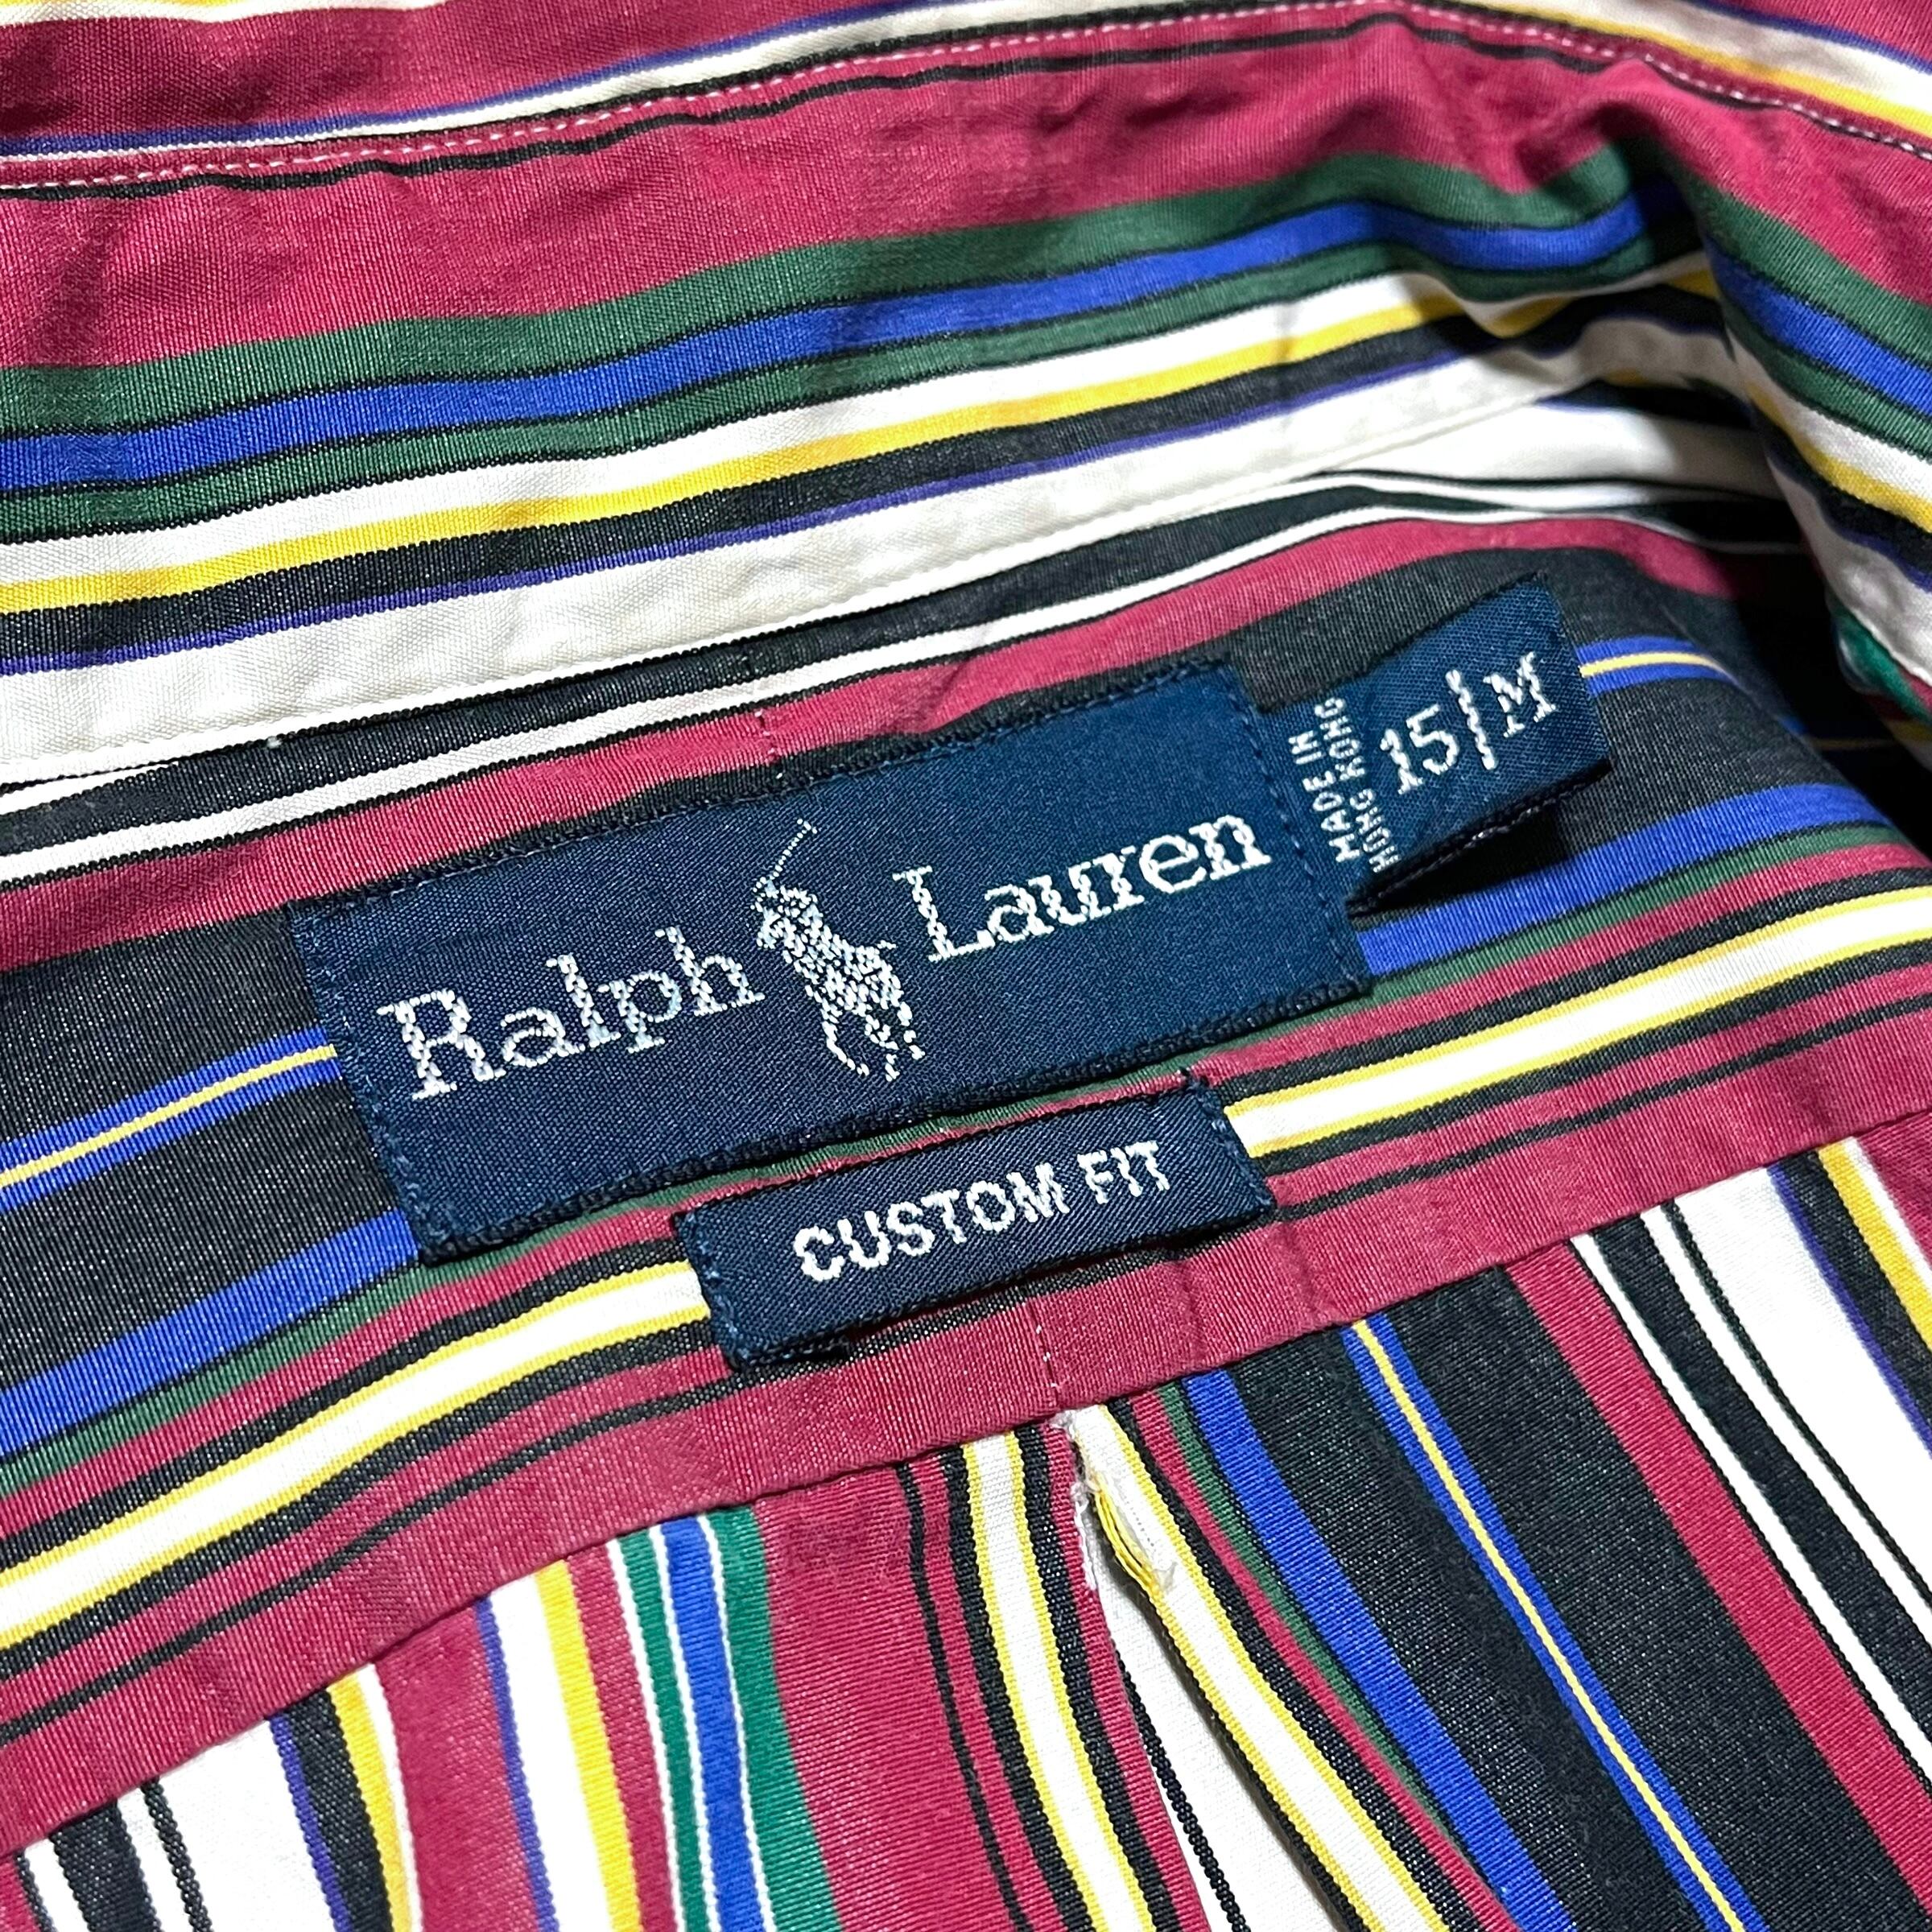 Ralph Lauren
MADE IN
HONG KONG
15/M
CUSTOM FIT